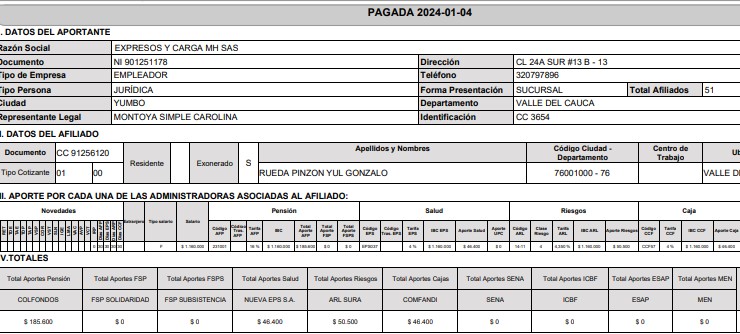 PAGADA 2024-01-04
. DATOS DEL APORTANTE
Razón Social EXPRESOS Y CARGA MH SAS
Documento NI 901251178 Dirección CL 24A SUR #13 B - 13
Tipo de Empresa EMPLEADOR Teléfono 320797896
Tipo Persona JURÍDICA Forma Presentación SUCURSAL Total Afiliados 51
Ciudad YUMBO Departamento VALLE DEL CAUCA
Representante Legal MONTOYA SIMPLE CAROLINA Identificación CC 3654
I. DATOS DEL AFILIADO
Documento CC 91256120 Residente Exonerado S Apellidos y Nombres Código Ciudad - Departamento Centro de Trabajo
Tipo Cotizante 01 00 RUEDA PINZON YUL GONZALO 76001000 - 76 VALLE D
II. APORTE POR CADA UNA DE LAS ADMINISTRADORAS ASOCIADAS AL AFILIADO:
Novedades Pensión Salud Riesgos Caja
Tipo salario Salario Código AFP Tarifa AFP IBC Total Aporte AFP Total Aporte FSP Total Aporte FSPS Código EPS Tarifa EPS IBC EPS Aporte Salud Aporte UPC Código ARL Clase Riesgo Tarifa ARL IBC ARL Aporte Riesgo Código CCF Tarifa CCF IBC CCF Aporte Caja
F $ 1.160.000 231001 16 % $ 1.160.000 $ 185.600 $ 0 $ 0 EPS037 4 % $ 1.160.000 $ 46.400 $ 0 14-11 4 4.350 % $ 1.160.000 $ 50.500 CCF57 4 % $ 1.160.000 $ 46.400
V.TOTALES
Total Aportes Pensión Total Aportes FSP Total Aportes FSPS Total Aportes Salud Total Aportes Riesgos Total Aportes Cajas Total Aportes SENA Total Aportes ICBF Total Aportes ESAP Total Aportes MEN
COLFONDOS FSP SOLIDARIDAD FSP SUBSISTENCIA NUEVA EPS S.A. ARL SURA COMFANDI SENA ICBF ESAP MEN
$ 185.600 $ 0 $ 0 $ 46.400 $ 50.500 $ 46.400 $ 0 $ 0 $ 0 $ 0